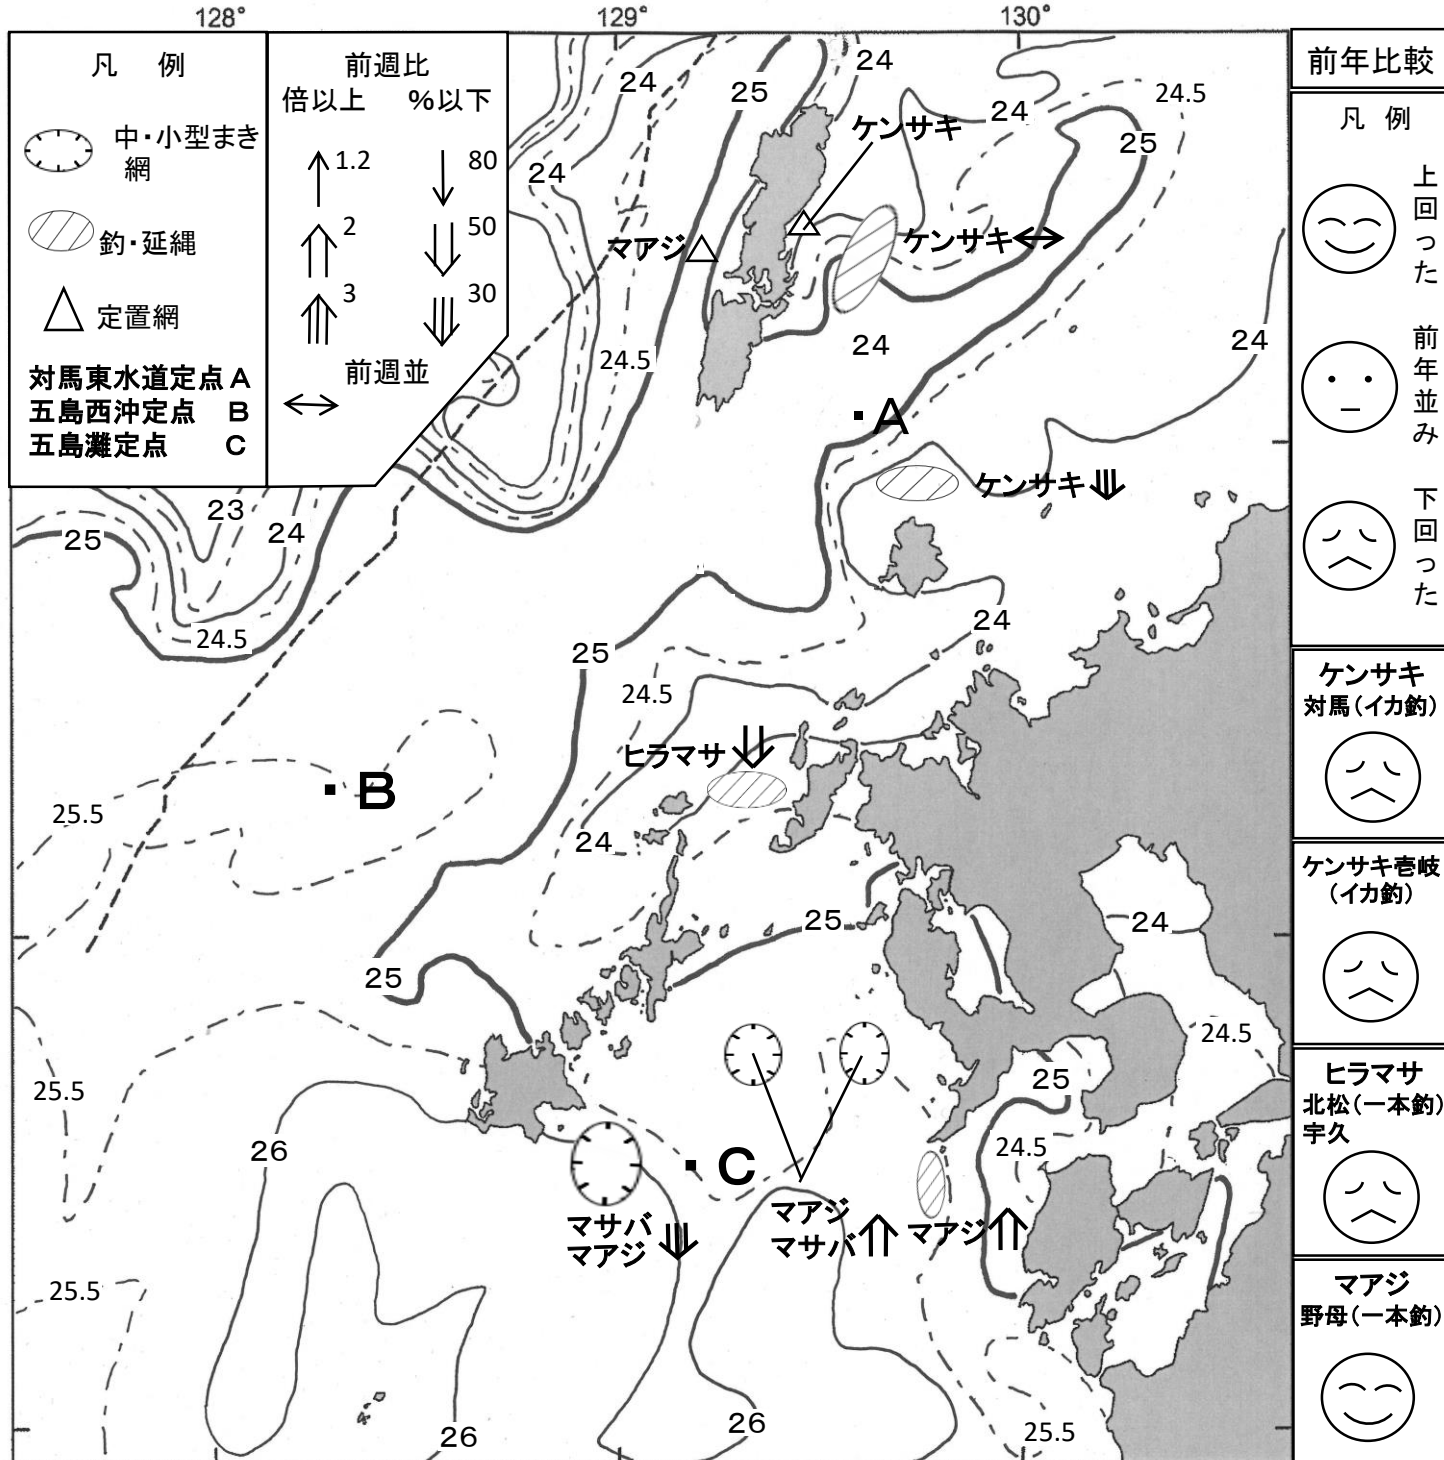 128°
129°
130°
凡 例
中・小型まき
網
釣・延縄
定置網
対馬東水道定点 A
五島西沖定点 B
五島灘定点 C
前週比
倍以上 %以下
1.2 80
2 50
3 30
前週並
前年比較
凡 例
上回った
前年並み
下回った
ケンサキ
対馬(イカ釣)
ケンサキ壱岐
(イカ釣)
ヒラマサ
北松(一本釣)
宇久
マアジ
野母(一本釣)
24
25
24
24
24.5
25
ケンサキ
24
マアジ
ケンサキ
24.5
24
24
A
ケンサキ
23
24
25
24.5
24
25
24.5
ヒラマサ
B
25.5
24
25
24
25
24.5
25
25.5
24.5
26
C
マサバ
マアジ
マアジ
マサバ
マアジ
25.5
26
26
25.5